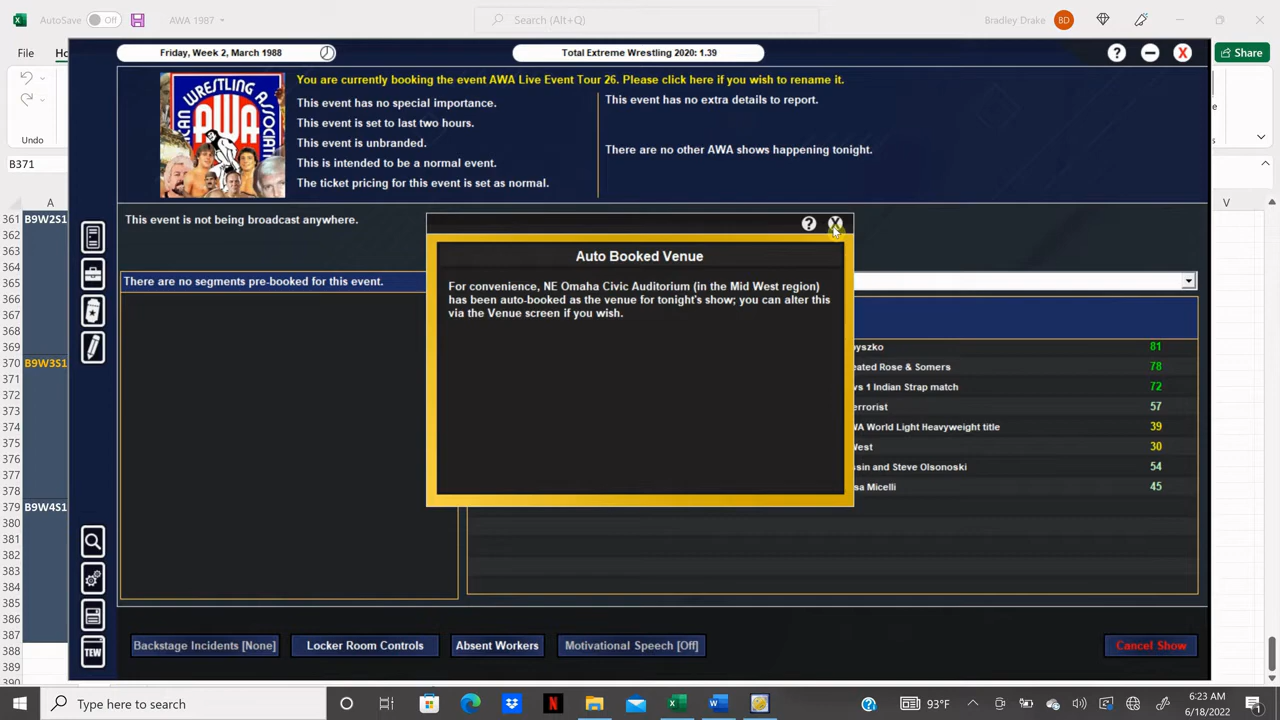 AutoSave
Off
AWA 1987
Search (Alt+Q)
Bradley Drake
BD
File
Share
Undo
B371
A
V
361 B9W2S1
362
363
364
365
366
367
368
369
370 B9W3S1
371
372
373
374
375
376
377
378
379 B9W4S1
380
381
382
383
384
385
386
387
388
389
Friday, Week 2, March 1988
Total Extreme Wrestling 2020: 1.39
?
X
WRESTLING
AWA
You are currently booking the event AWA Live Event Tour 26. Please click here if you wish to rename it.
This event has no special importance.
This event is set to last two hours.
This event is unbranded.
This is intended to be a normal event.
The ticket pricing for this event is set as normal.
This event has no extra details to report.
There are no other AWA shows happening tonight.
This event is not being broadcast anywhere.
There are no segments pre-booked for this event.
?
Auto Booked Venue
For convenience, NE Omaha Civic Auditorium (in the Mid West region)
has been auto-booked as the venue for tonight's show; you can alter this
via the Venue screen if you wish.
byszko 81
eated Rose & Somers 78
vs 1 Indian Strap match 72
errorist 57
WA World Light Heavyweight title 39
West 30
ssin and Steve Olsonoski 54
sa Micelli 45
TEW
Backstage Incidents [None]
Locker Room Controls
Absent Workers
Motivational Speech [Off]
Cancel Show
Type here to search
93°F
6:23 AM
6/18/2022
1